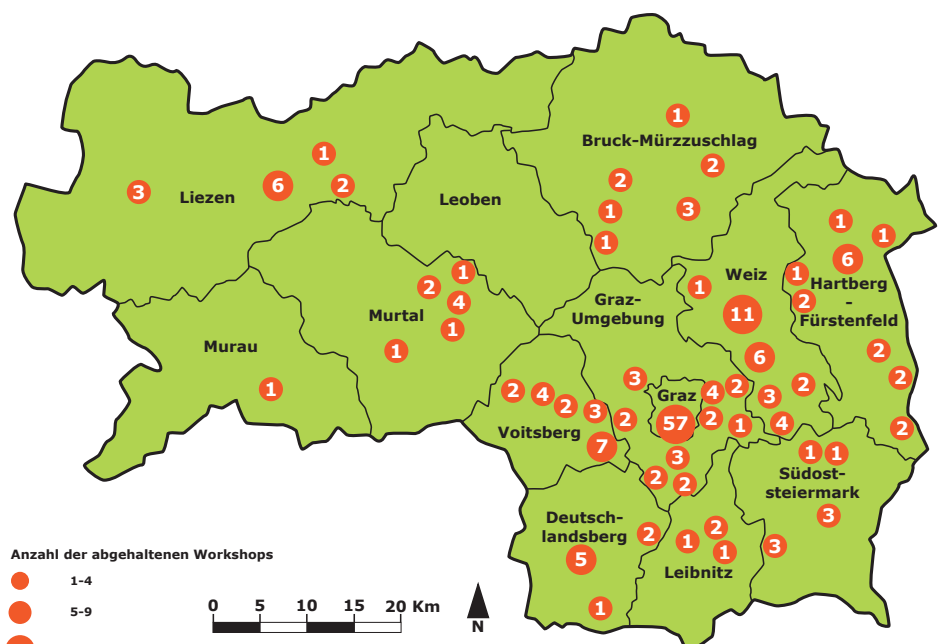 1
Bruck-Mürzzuschlag
1
2
3
6
2
Liezen
Leoben
2
1
3
1
1
1
6
1
2
Hartberg
-
Fürstenfeld
2
2
2
Weiz
1
11
6
2
3
4
Graz-
Umgebung
3
4
2
2
1
2
3
2
2
Graz
57
1
2
4
1
1
Murtal
Murau
1
2
4
2
3
7
Voitsberg
1
1
Südost-
steiermark
3
3
Deutsch-
landsberg
2
5
1
2
1
1
Leibnitz
Anzahl der abgehaltenen Workshops
1-4
5-9
0 5 10 15 20 Km
N